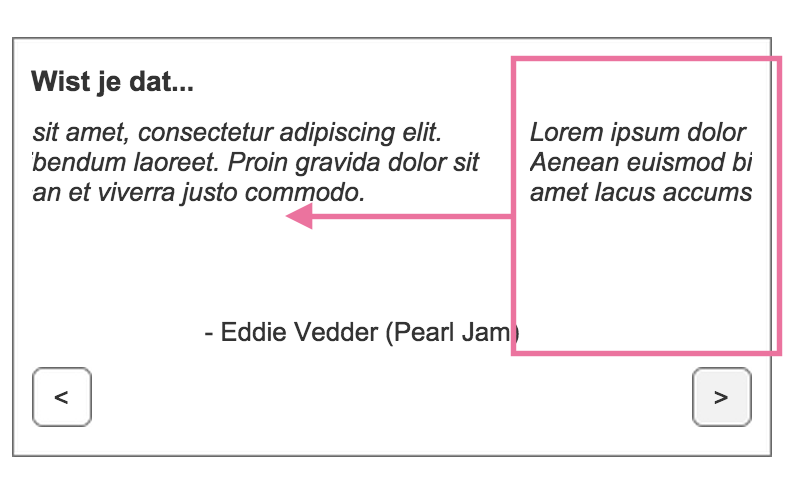 Wist je dat...
sit amet, consectetur adipiscing elit.
bendum laoreet. Proin gravida dolor sit
an et viverra justo commodo.
Lorem ipsum dolor
Aenean euismod bi
amet lacus accums
- Eddie Vedder (Pearl Jam)
<
>